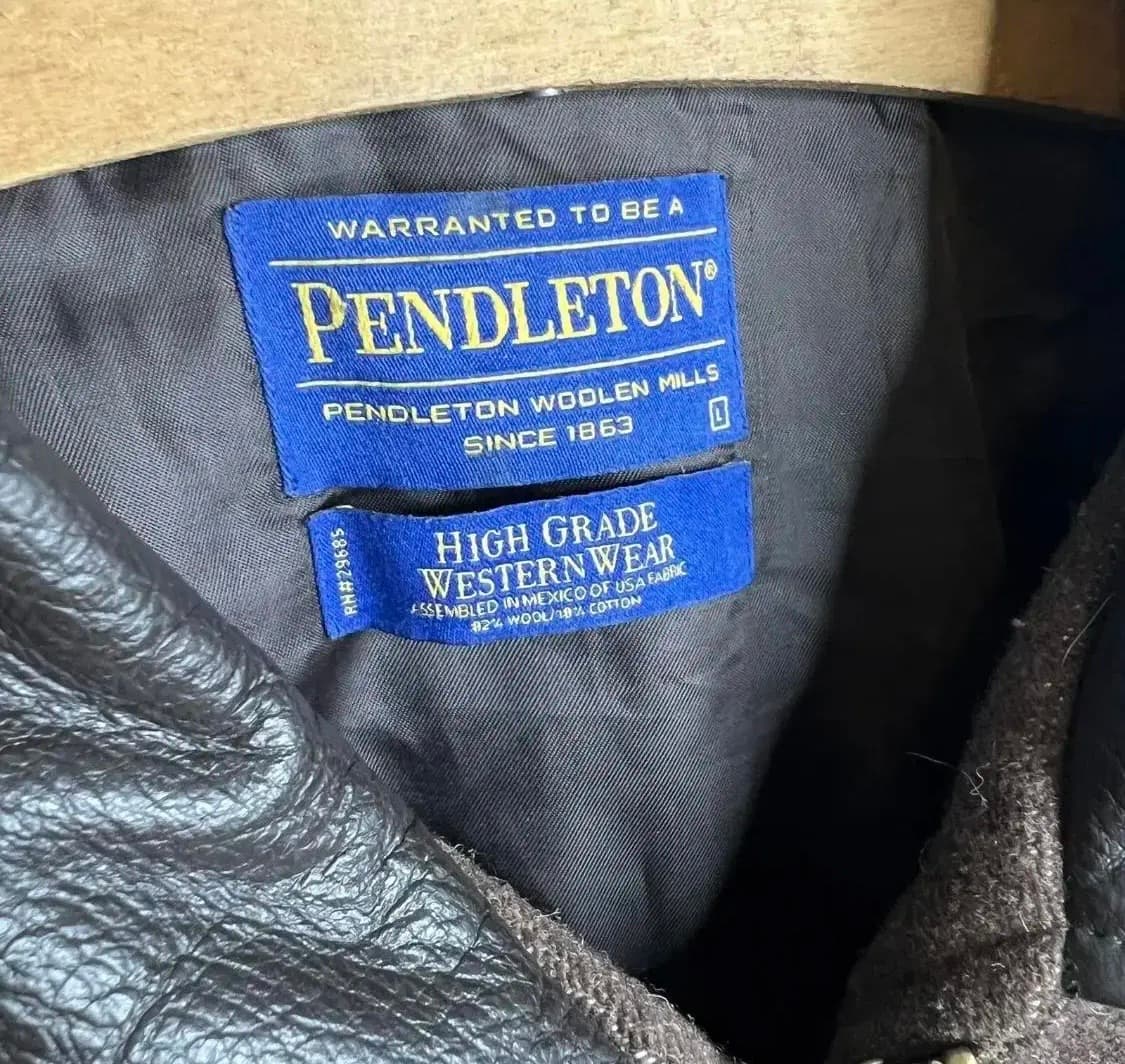 WARRANTED TO BE A
PENDLETON®
PENDLETON WOOLEN MILLS
SINCE 1863
L
RN#29685
HIGH GRADE
WESTERN WEAR
ASSEMBLED IN MEXICO OF USA FABRIC
82% WOOL/18% COTTON